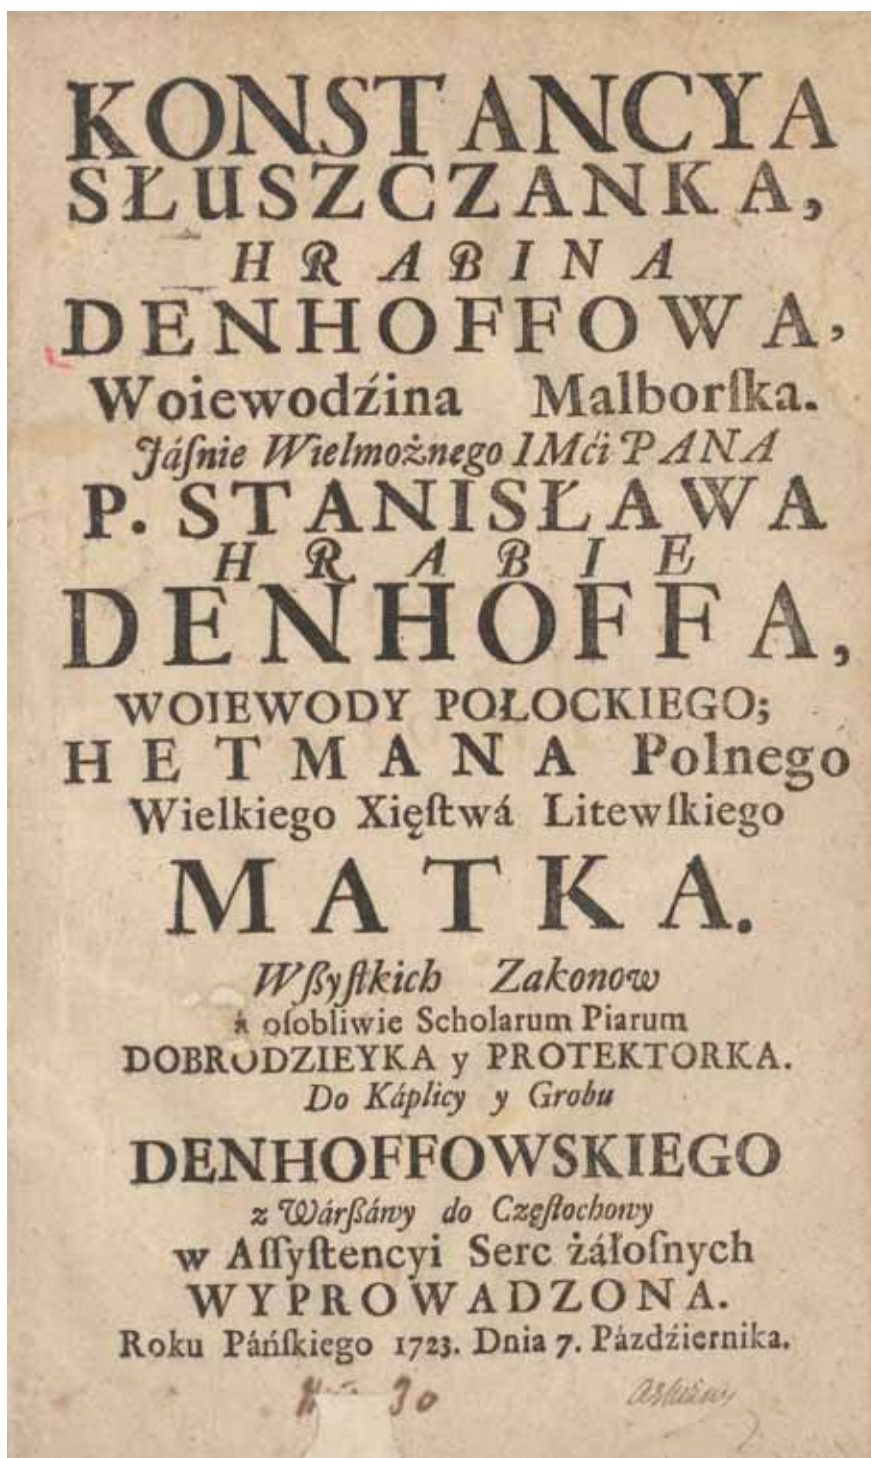 KONSTANCYA
SŁUSZCZANKA,
HRABINA
DENHOFFOWA,
Woiewodźina Malborſka.
Jáſnie Wielmożnego IMći PANA
P. STANISŁAWA
HRABIE
DENHOFFA,
WOIEWODY POŁOCKIEGO;
HETMANA Polnego
Wielkiego Xięſtwá Litewſkiego
MATKA.
Wßyſtkich Zakonow
á oſobliwie Scholarum Piarum
DOBRODZIEYKA y PROTEKTORKA.
Do Káplicy y Grobu
DENHOFFOWSKIEGO
z Wárßáwy do Częſtochowy
w Aſſyſtencyi Serc żáłoſnych
WYPROWADZONA.
Roku Páńſkiego 1723. Dnia 7. Pázdźiernika.
30